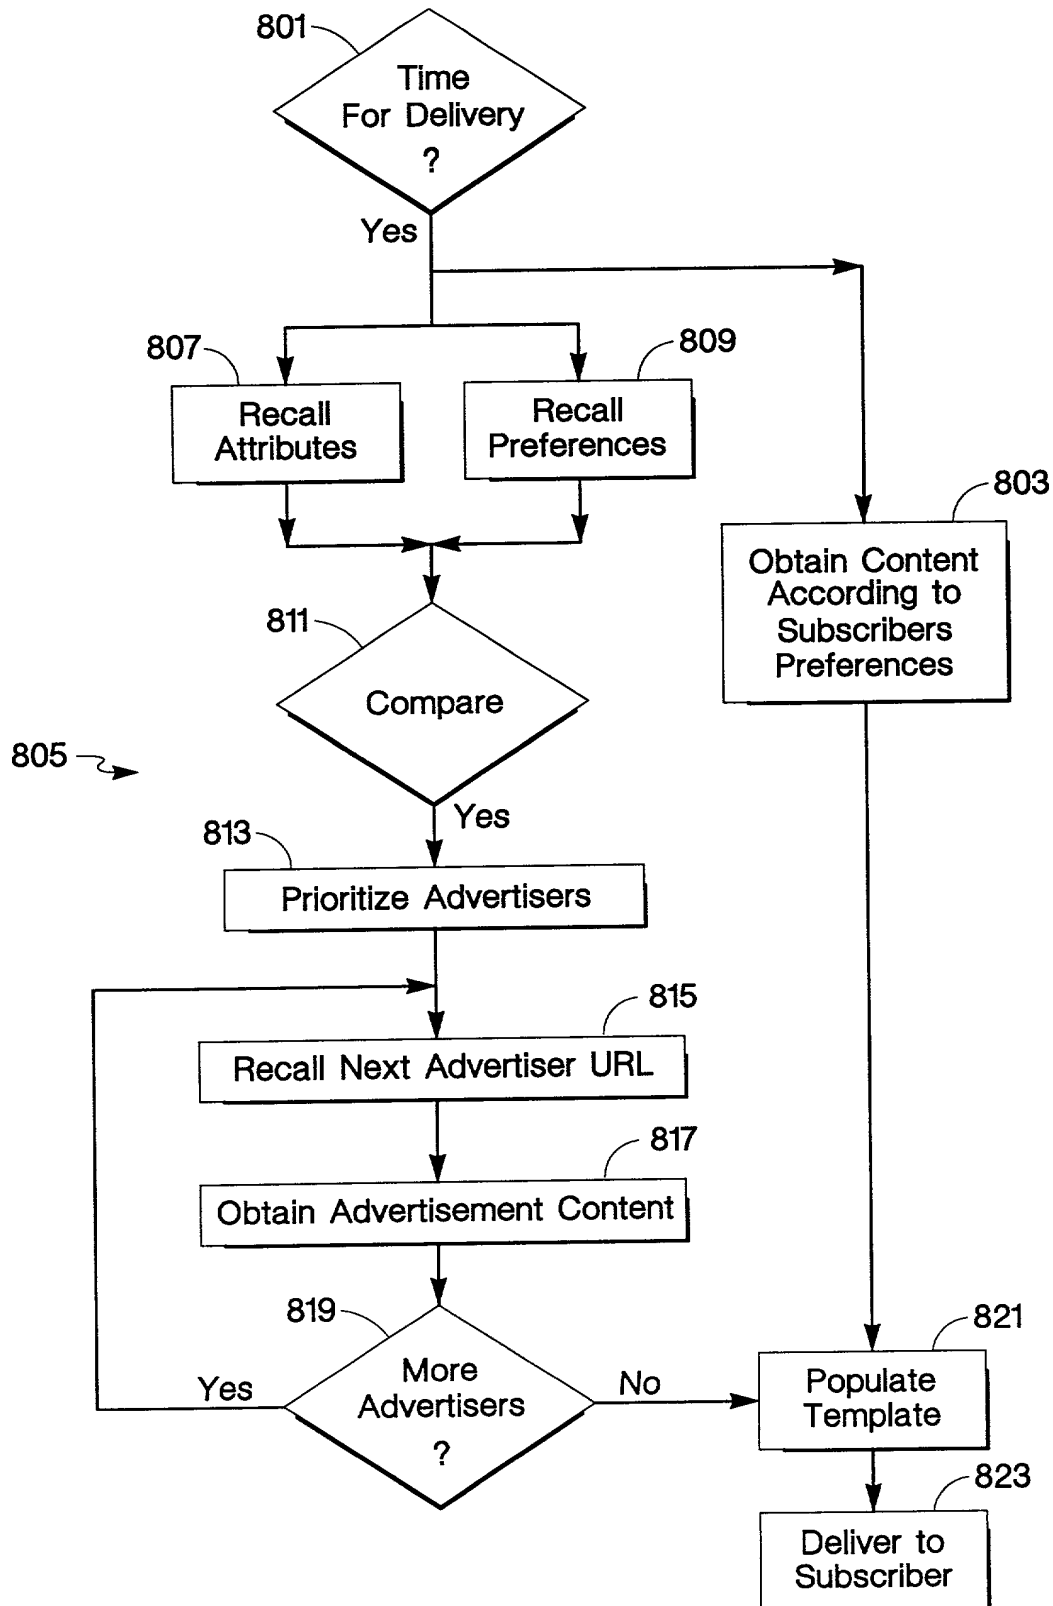 801
Time
For Delivery
?
Yes
807
809
Recall
Attributes
Recall
Preferences
803
Obtain Content
According to
Subscribers
Preferences
811
Compare
805
Yes
813
Prioritize Advertisers
815
Recall Next Advertiser URL
817
Obtain Advertisement Content
819
More
Advertisers
?
Yes
No
821
Populate
Template
823
Deliver to
Subscriber